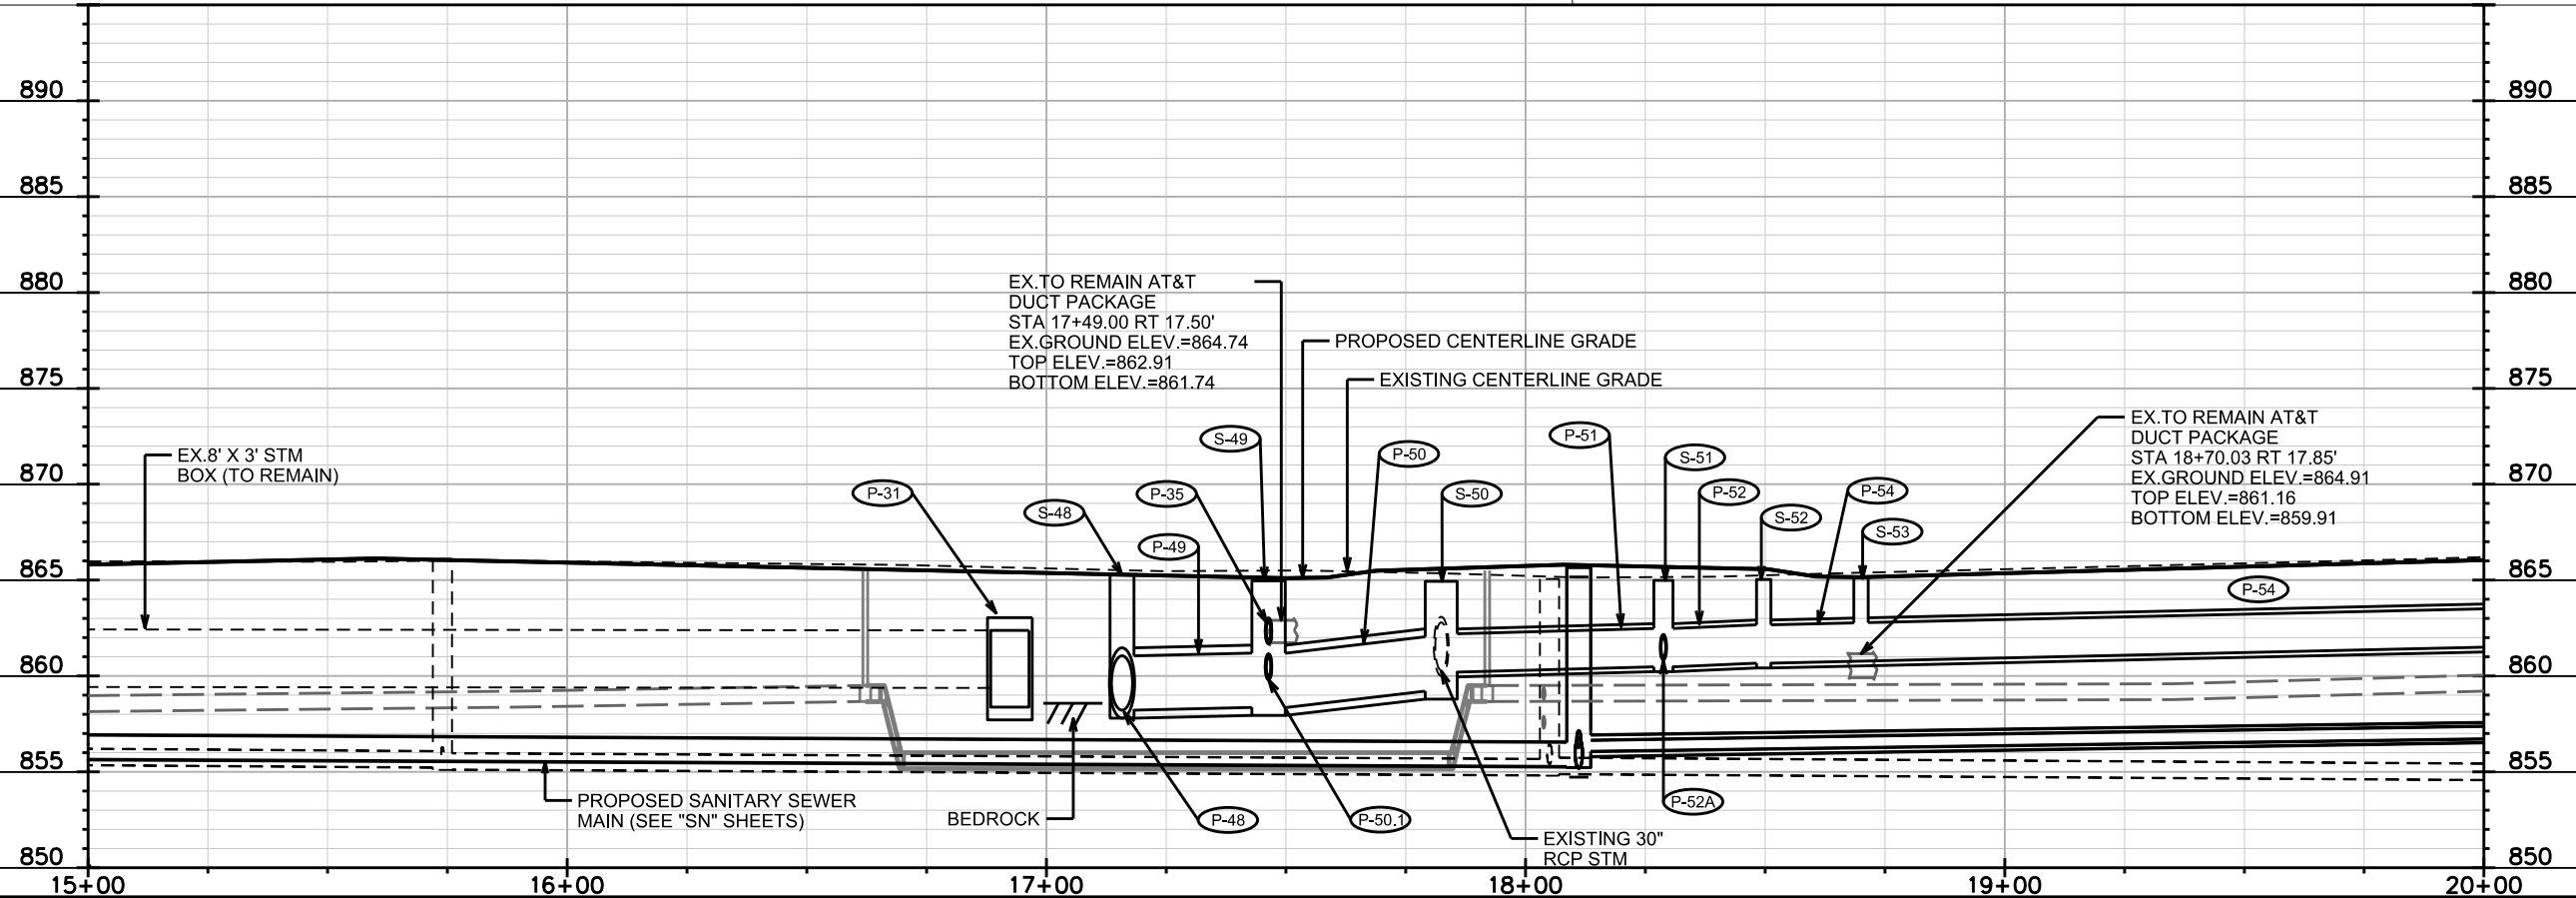 890
890
885
885
880
880
875
875
870
870
865
865
860
860
855
855
850
850
EX.TO REMAIN AT&T
DUCT PACKAGE
STA 17+49.00 RT 17.50'
EX.GROUND ELEV.=864.74
TOP ELEV.=862.91
BOTTOM ELEV.=861.74
PROPOSED CENTERLINE GRADE
EXISTING CENTERLINE GRADE
EX.TO REMAIN AT&T
DUCT PACKAGE
STA 18+70.03 RT 17.85'
EX.GROUND ELEV.=864.91
TOP ELEV.=861.16
BOTTOM ELEV.=859.91
EX.8' X 3' STM
BOX (TO REMAIN)
P-31
S-48
P-49
P-35
S-49
P-50
S-50
P-51
S-51
P-52
S-52
P-54
S-53
P-54
PROPOSED SANITARY SEWER
MAIN (SEE "SN" SHEETS)
BEDROCK
P-48
P-50.1
P-52A
EXISTING 30"
RCP STM
15+00
16+00
17+00
18+00
19+00
20+00